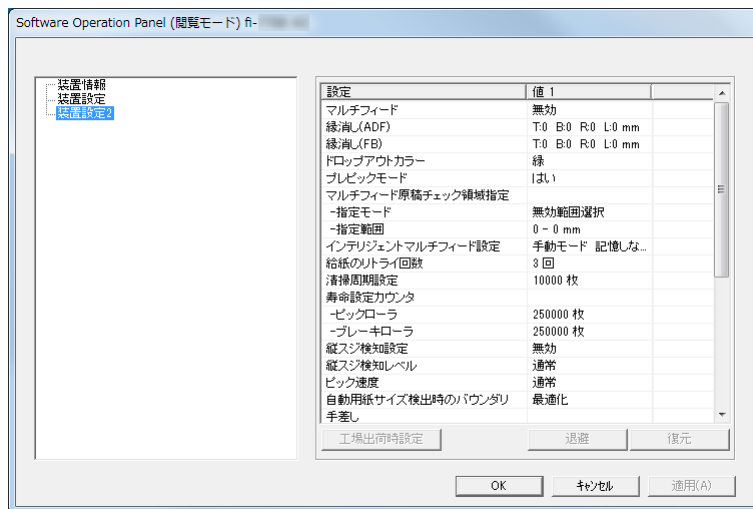 Software Operation Panel (閲覧モード) fi-
装置情報
装置設定
装置設定2
設定 値 1
マルチフィード 無効
縁消し(ADF) T:0 B:0 R:0 L:0 mm
縁消し(FB) T:0 B:0 R:0 L:0 mm
ドロップアウトカラー 緑
プレピックモード はい
マルチフィード原稿チェック領域指定
-指定モード 無効範囲選択
-指定範囲 0 - 0 mm
インテリジェントマルチフィード設定 手動モード 記憶しな...
給紙のリトライ回数 3 回
清掃周期設定 10000 枚
寿命設定カウンタ
-ピックローラ 250000 枚
-ブレーキローラ 250000 枚
縦スジ検知設定 無効
縦スジ検知レベル 通常
ピック速度 通常
自動用紙サイズ検出時のバウンダリ 最適化
手差し
工場出荷時設定 退避 復元
OK キャンセル 適用(A)